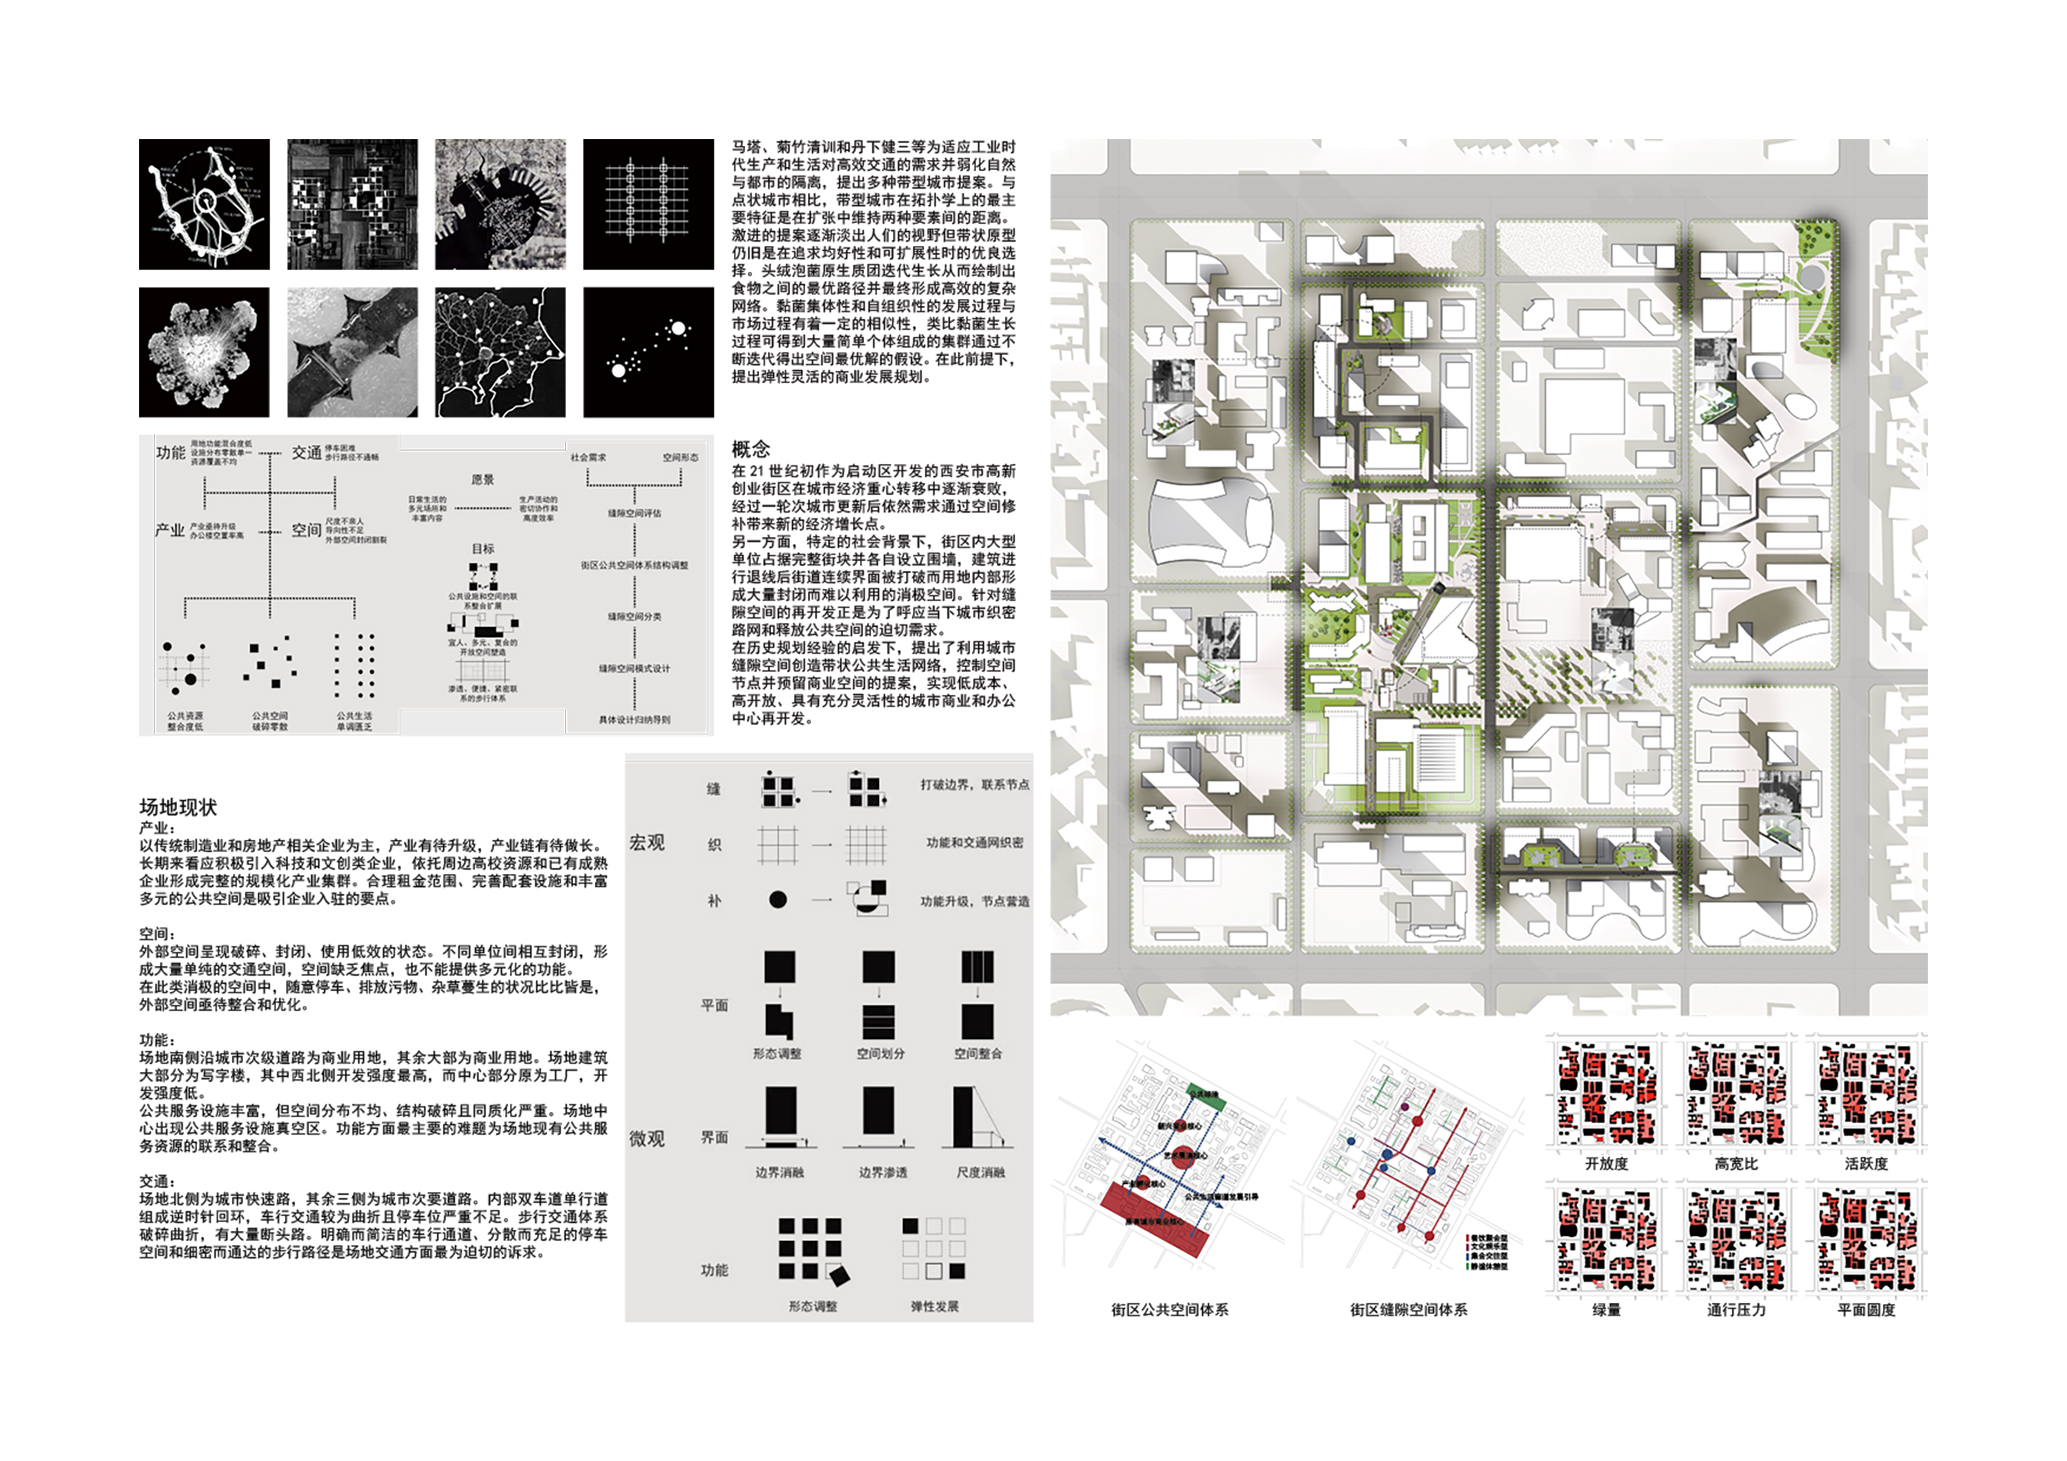 马塔、菊竹清训和丹下健三等为适应工业时
代生产和生活对高效交通的需求并弱化自然
与都市的隔离，提出多种带型城市提案。与
点状城市相比，带型城市在拓扑学上的最主
要特征是在扩张中维持两种要素间的距离。
激进的提案逐渐淡出人们的视野但带状原型
仍旧是在追求均好性和可扩展性时的优良选
择。头绒泡菌原生质团迭代生长从而绘制出
食物之间的最优路径并最终形成高效的复杂
网络。黏菌集体性和自组织性的发展过程与
市场过程有着一定的相似性，类比黏菌生长
过程可得到大量简单个体组成的集群通过不
断迭代得出空间最优解的假设。在此前提下，
提出弹性灵活的商业发展规划。
功能
用地功能混合度低
设施分布零散单一
资源覆盖不均
交通
停车困难
步行路径不通畅
产业
产业亟待升级
办公楼空置率高
空间
尺度不亲人
导向性不足
外部空间封闭割裂
公共资源
整合度低
公共空间
破碎零散
公共生活
单调匮乏
愿景
日常生活的
多元场所和
丰富内容
生产活动的
密切协作和
高度效率
目标
公共设施和空间的联
系整合扩展
宜人、多元、复合的
开放空间塑造
渗透、便捷、紧密联
系的步行体系
社会需求
空间形态
缝隙空间评估
街区公共空间体系结构调整
缝隙空间分类
缝隙空间模式设计
具体设计归纳导则
概念
在 21 世纪初作为启动区开发的西安市高新
创业街区在城市经济重心转移中逐渐衰败，
经过一轮次城市更新后依然需求通过空间修
补带来新的经济增长点。
另一方面，特定的社会背景下，街区内大型
单位占据完整街块并各自设立围墙，建筑进
行退线后街道连续界面被打破而用地内部形
成大量封闭而难以利用的消极空间。针对缝
隙空间的再开发正是为了呼应当下城市织密
路网和释放公共空间的迫切需求。
在历史规划经验的启发下，提出了利用城市
缝隙空间创造带状公共生活网络，控制空间
节点并预留商业空间的提案，实现低成本、
高开放、具有充分灵活性的城市商业和办公
中心再开发。
场地现状
产业：
以传统制造业和房地产相关企业为主，产业有待升级，产业链有待做长。
长期来看应积极引入科技和文创类企业，依托周边高校资源和已有成熟
企业形成完整的规模化产业集群。合理租金范围、完善配套设施和丰富
多元的公共空间是吸引企业入驻的要点。
空间：
外部空间呈现破碎、封闭、使用低效的状态。不同单位间相互封闭，形
成大量单纯的交通空间，空间缺乏焦点，也不能提供多元化的功能。
在此类消极的空间中，随意停车、排放污物、杂草蔓生的状况比比皆是，
外部空间亟待整合和优化。
功能：
场地南侧沿城市次级道路为商业用地，其余大部为商业用地。场地建筑
大部分为写字楼，其中西北侧开发强度最高，而中心部分原为工厂，开
发强度低。
公共服务设施丰富，但空间分布不均、结构破碎且同质化严重。场地中
心出现公共服务设施真空区。功能方面最主要的难题为场地现有公共服
务资源的联系和整合。
交通：
场地北侧为城市快速路，其余三侧为城市次要道路。内部双车道单行道
组成逆时针回环，车行交通较为曲折且停车位严重不足。步行交通体系
破碎曲折，有大量断头路。明确而简洁的车行通道、分散而充足的停车
空间和细密而通达的步行路径是场地交通方面最为迫切的诉求。
宏观
缝
打破边界，联系节点
织
功能和交通网织密
补
功能升级，节点营造
微观
平面
形态调整
空间划分
空间整合
界面
边界消融
边界渗透
尺度消融
功能
形态调整
弹性发展
公共绿地
艺术展演核心
产业孵化核心
公共生活廊道发展引导
街区公共空间体系
餐饮聚会型
文化娱乐型
集会交往型
静谧休憩型
街区缝隙空间体系
开放度
高宽比
活跃度
绿量
通行压力
平面圆度